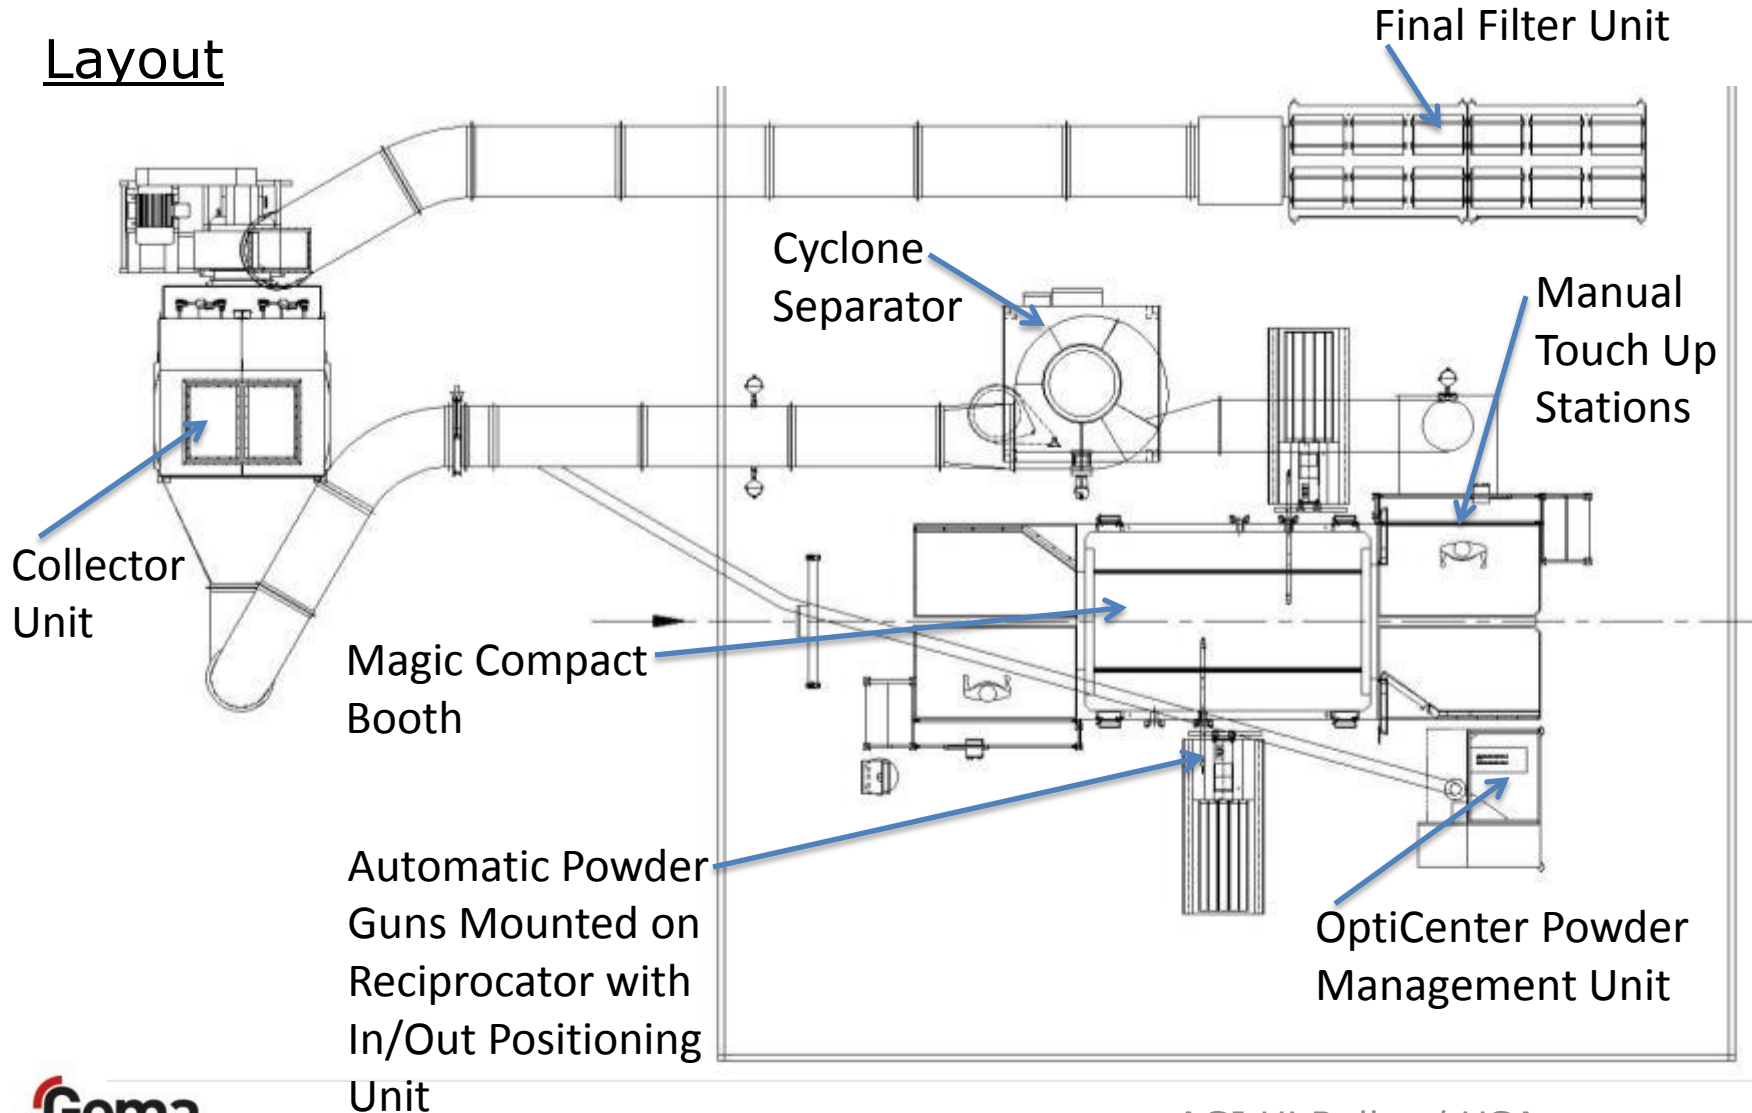 Layout
Final Filter Unit
Cyclone
Separator
Manual
Touch Up
Stations
Collector
Unit
Magic Compact
Booth
Automatic Powder
Guns Mounted on
Reciprocator with
In/Out Positioning
Unit
OptiCenter Powder
Management Unit
Gema